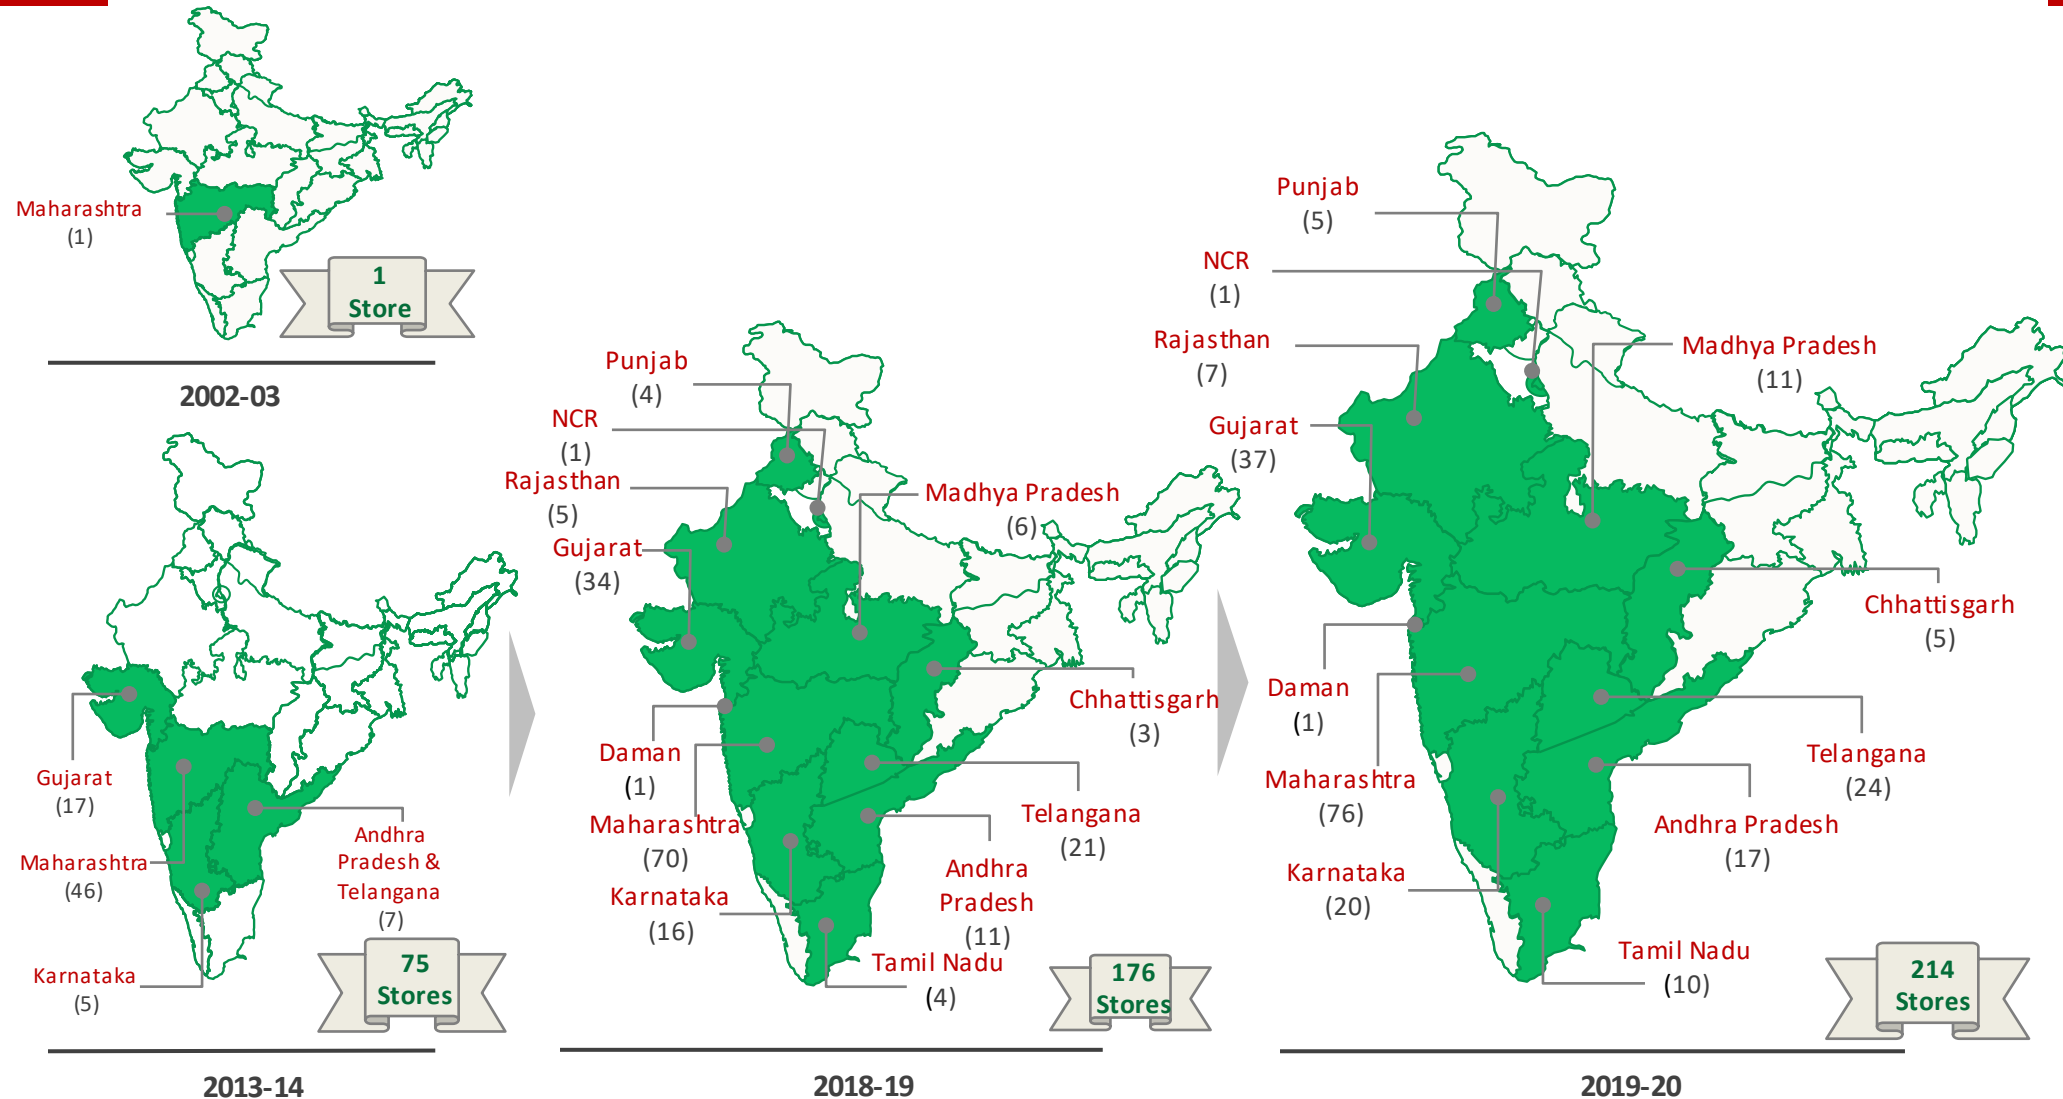 Maharashtra
(1)
1
Store
2002-03
Gujarat
(17)
Maharashtra
(46)
Karnataka
(5)
Andhra
Pradesh &
Telangana
(7)
75
Stores
2013-14
Punjab
(4)
NCR
(1)
Rajasthan
(5)
Gujarat
(34)
Madhya Pradesh
(6)
Chhattisgarh
(3)
Daman
(1)
Maharashtra
(70)
Karnataka
(16)
Telangana
(21)
Andhra
Pradesh
(11)
Tamil Nadu
(4)
176
Stores
2018-19
Punjab
(5)
NCR
(1)
Rajasthan
(7)
Gujarat
(37)
Madhya Pradesh
(11)
Chhattisgarh
(5)
Daman
(1)
Maharashtra
(76)
Karnataka
(20)
Telangana
(24)
Andhra Pradesh
(17)
Tamil Nadu
(10)
214
Stores
2019-20